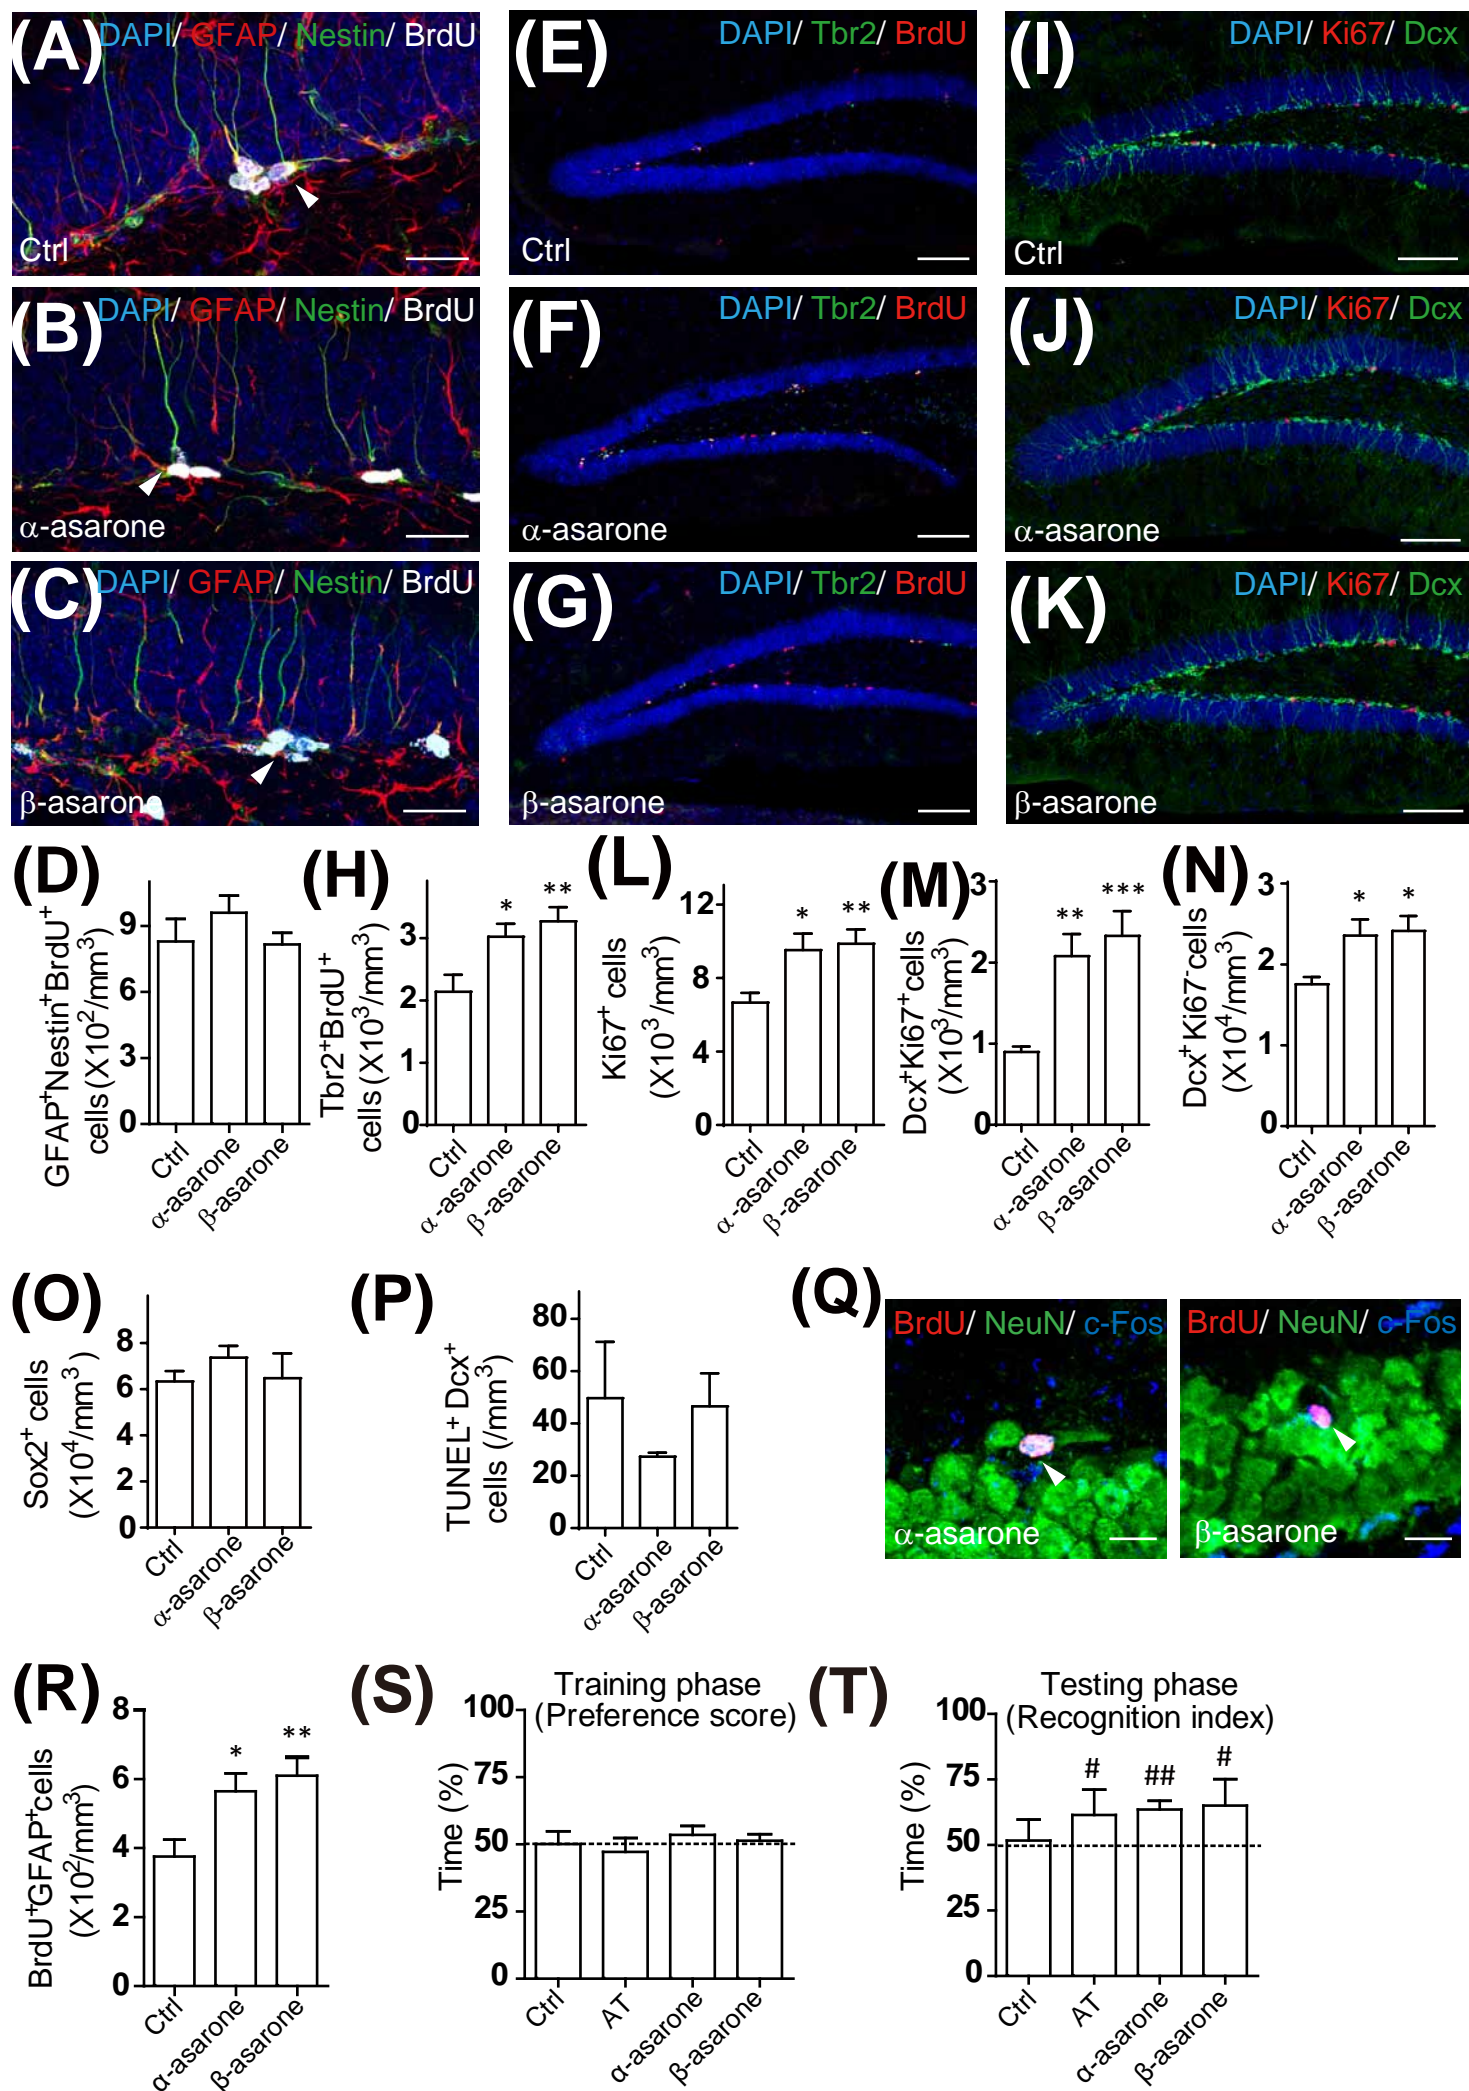 (A) DAPI/ GFAP/ Nestin/ BrdU
Ctrl
(E) DAPI/ Tbr2/ BrdU
Ctrl
(I) DAPI/ Ki67/ Dcx
Ctrl
(B) DAPI/ GFAP/ Nestin/ BrdU
α-asarone
(F) DAPI/ Tbr2/ BrdU
α-asarone
(J) DAPI/ Ki67/ Dcx
α-asarone
(C) DAPI/ GFAP/ Nestin/ BrdU
β-asarone
(G) DAPI/ Tbr2/ BrdU
β-asarone
(K) DAPI/ Ki67/ Dcx
β-asarone
(D)
GFAP⁺Nestin⁺BrdU⁺
cells (X10²/mm³)
9
6
3
0
Ctrl
α-asarone
β-asarone
(H)
Tbr2⁺BrdU⁺
cells (X10³/mm³)
3
2
1
0
*
**
Ctrl
α-asarone
β-asarone
(L)
Ki67⁺ cells
(X10³/mm³)
12
8
4
0
*
**
Ctrl
α-asarone
β-asarone
(M)
Dcx⁺Ki67⁺cells
(X10³/mm³)
3
2
1
0
**
***
Ctrl
α-asarone
β-asarone
(N)
Dcx⁺Ki67⁻cells
(X10⁴/mm³)
3
2
1
0
*
*
Ctrl
α-asarone
β-asarone
(O)
Sox2⁺ cells
(X10⁴/mm³)
8
6
4
2
0
Ctrl
α-asarone
β-asarone
(P)
TUNEL⁺ Dcx⁺
cells (/mm³)
80
60
40
20
0
Ctrl
α-asarone
β-asarone
(Q)
BrdU/ NeuN/ c-Fos
α-asarone
BrdU/ NeuN/ c-Fos
β-asarone
(R)
BrdU⁺GFAP⁺cells
(X10²/mm³)
8
6
4
2
0
*
**
Ctrl
α-asarone
β-asarone
(S)
Training phase
(Preference score)
Time (%)
100
75
50
25
0
Ctrl
AT
α-asarone
β-asarone
(T)
Testing phase
(Recognition index)
Time (%)
100
75
50
25
0
#
##
#
Ctrl
AT
α-asarone
β-asarone